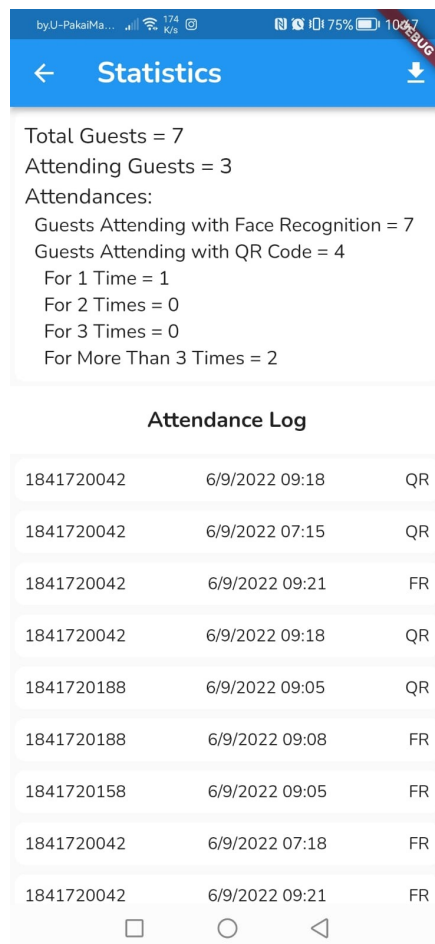 by.U-PakaiMa... 174 K/s 75% 10:47
DEBUG
Statistics
Total Guests = 7
Attending Guests = 3
Attendances:
Guests Attending with Face Recognition = 7
Guests Attending with QR Code = 4
For 1 Time = 1
For 2 Times = 0
For 3 Times = 0
For More Than 3 Times = 2
Attendance Log
1841720042 6/9/2022 09:18 QR
1841720042 6/9/2022 07:15 QR
1841720042 6/9/2022 09:21 FR
1841720042 6/9/2022 09:18 QR
1841720188 6/9/2022 09:05 QR
1841720188 6/9/2022 09:08 FR
1841720158 6/9/2022 09:05 FR
1841720042 6/9/2022 07:18 FR
1841720042 6/9/2022 09:21 FR